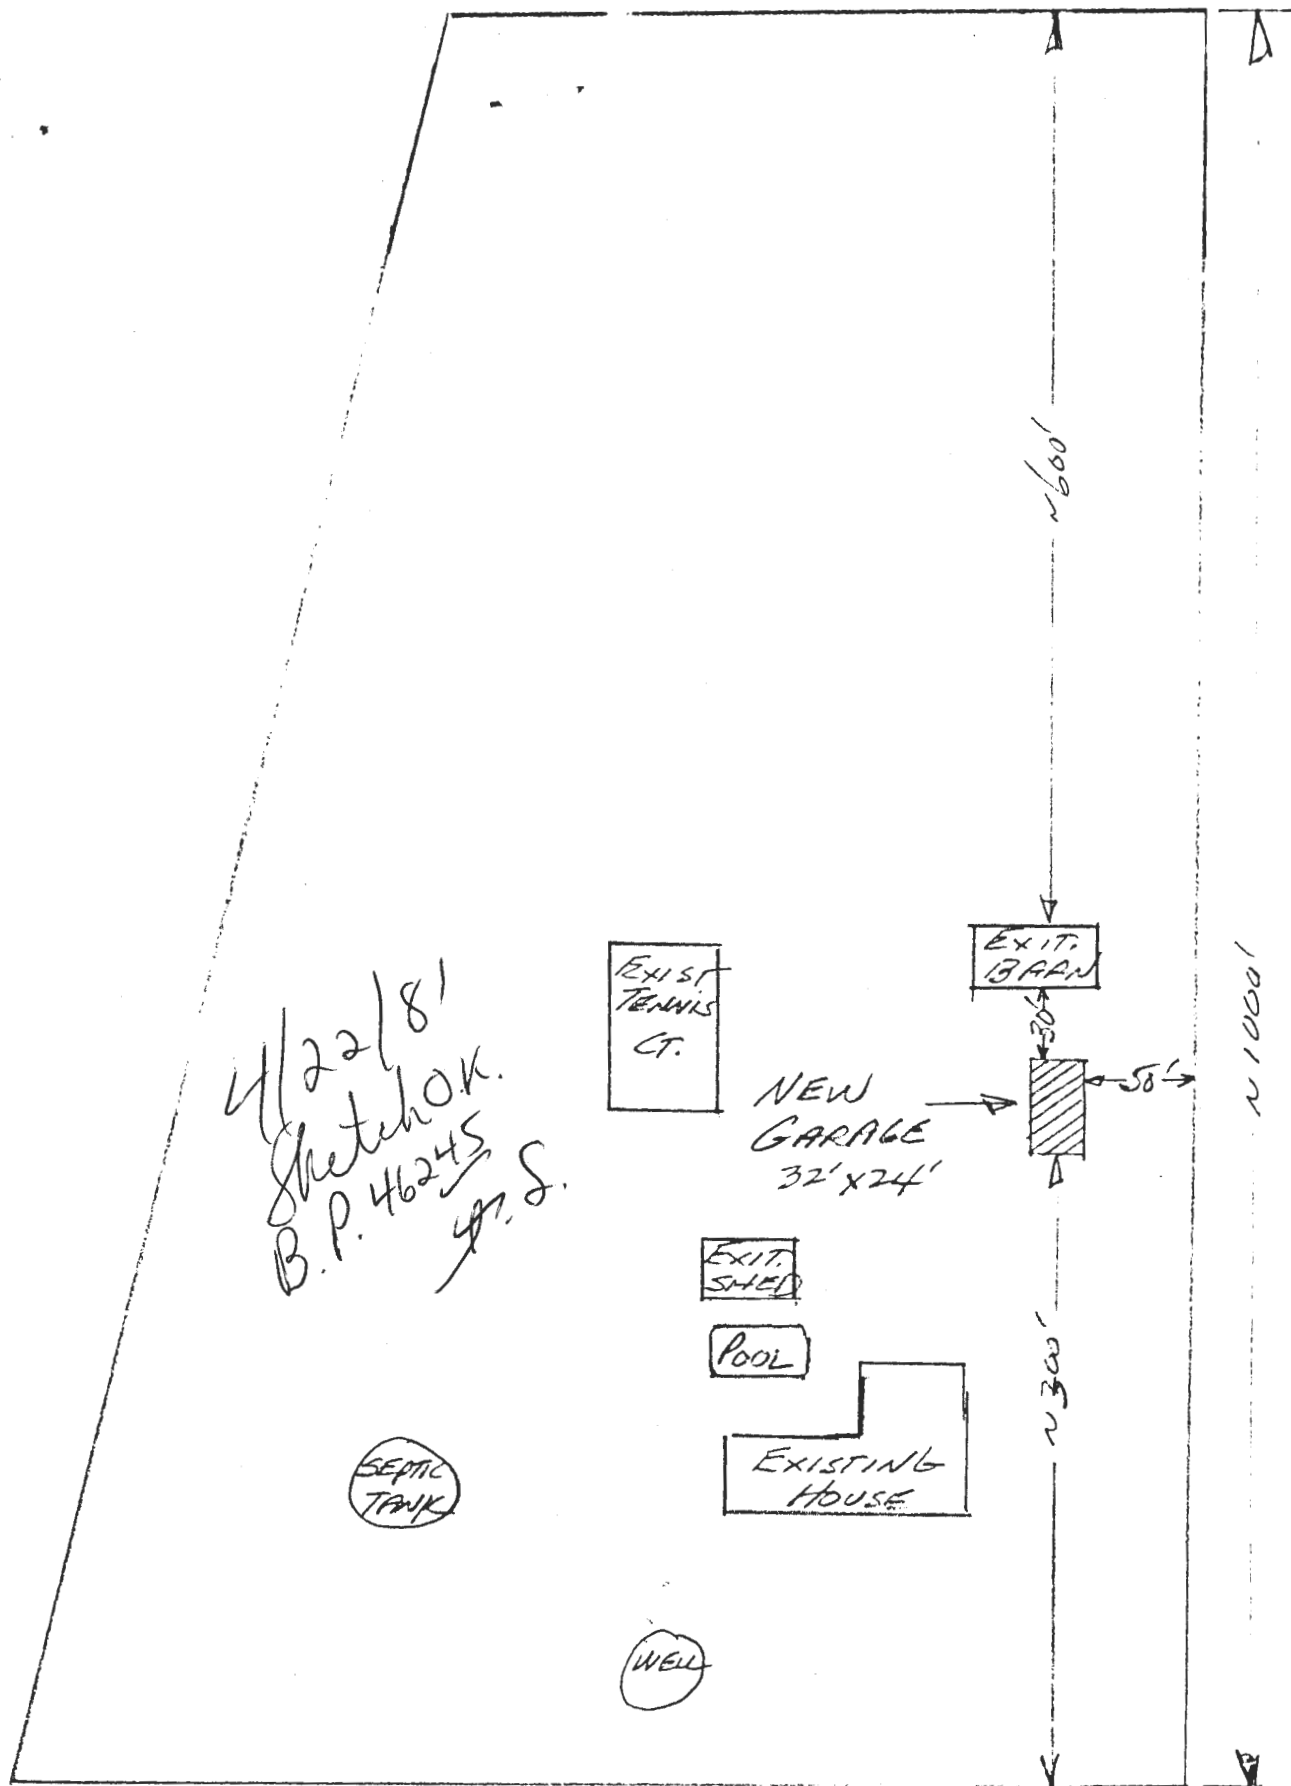 ~600'
EXIT.
BARN
30'
50'
~1000'
EXIST
TENNIS
CT.
NEW
GARAGE
32'x24'
4/22/81
Sketch O.K.
B.P. 46245
S.
EXIT.
SHED
POOL
~300'
EXISTING
HOUSE
SEPTIC
TANK
WELL